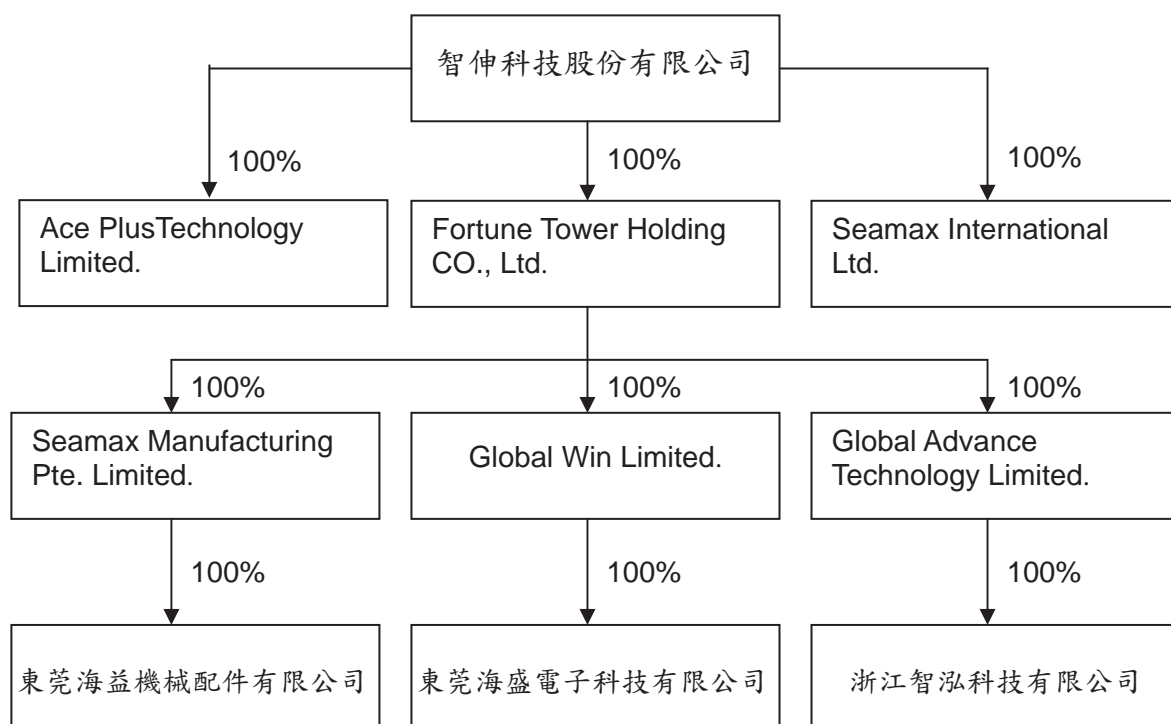 智伸科技股份有限公司
100%
100%
100%
Ace PlusTechnology
Limited.
Fortune Tower Holding
CO., Ltd.
Seamax International
Ltd.
100%
100%
100%
Seamax Manufacturing
Pte. Limited.
Global Win Limited.
Global Advance
Technology Limited.
100%
100%
100%
東莞海益機械配件有限公司
東莞海盛電子科技有限公司
浙江智泓科技有限公司